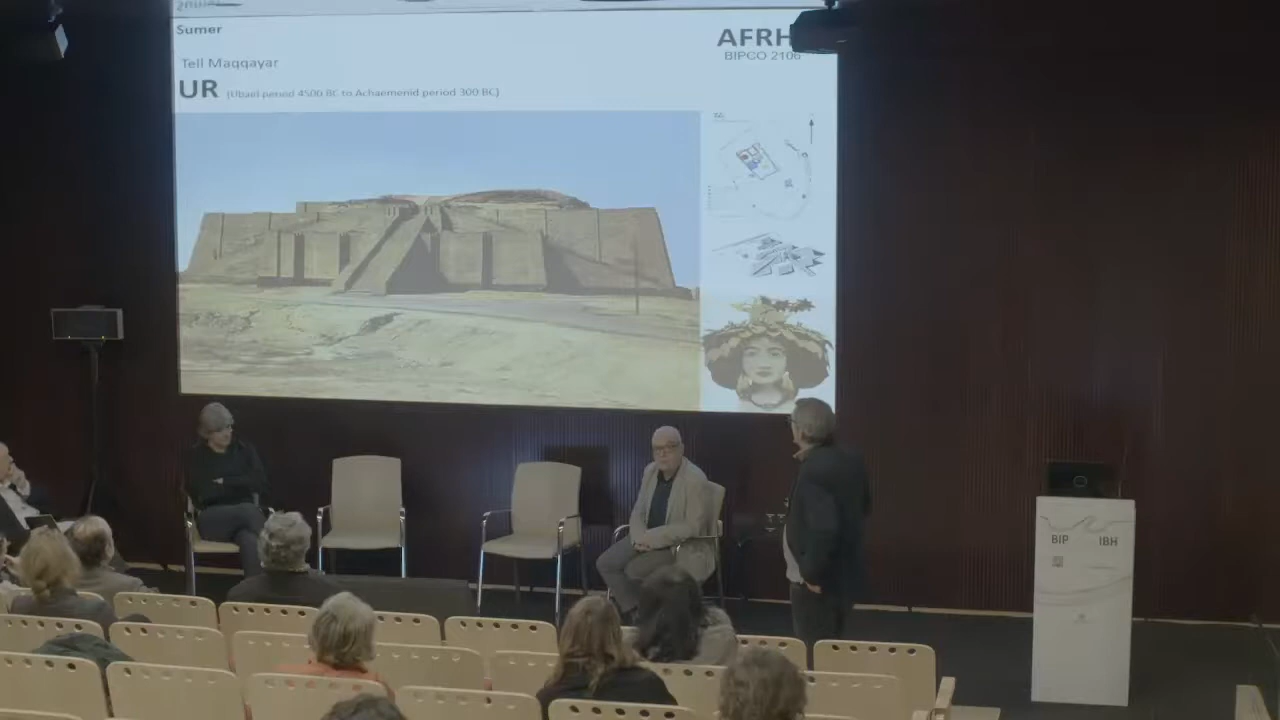 Sumer
AFRH
BIPCO 2106
Tell Maqqayar
UR (Ubaid period 4500 BC to Achaemenid period 300 BC)
BIP IBH